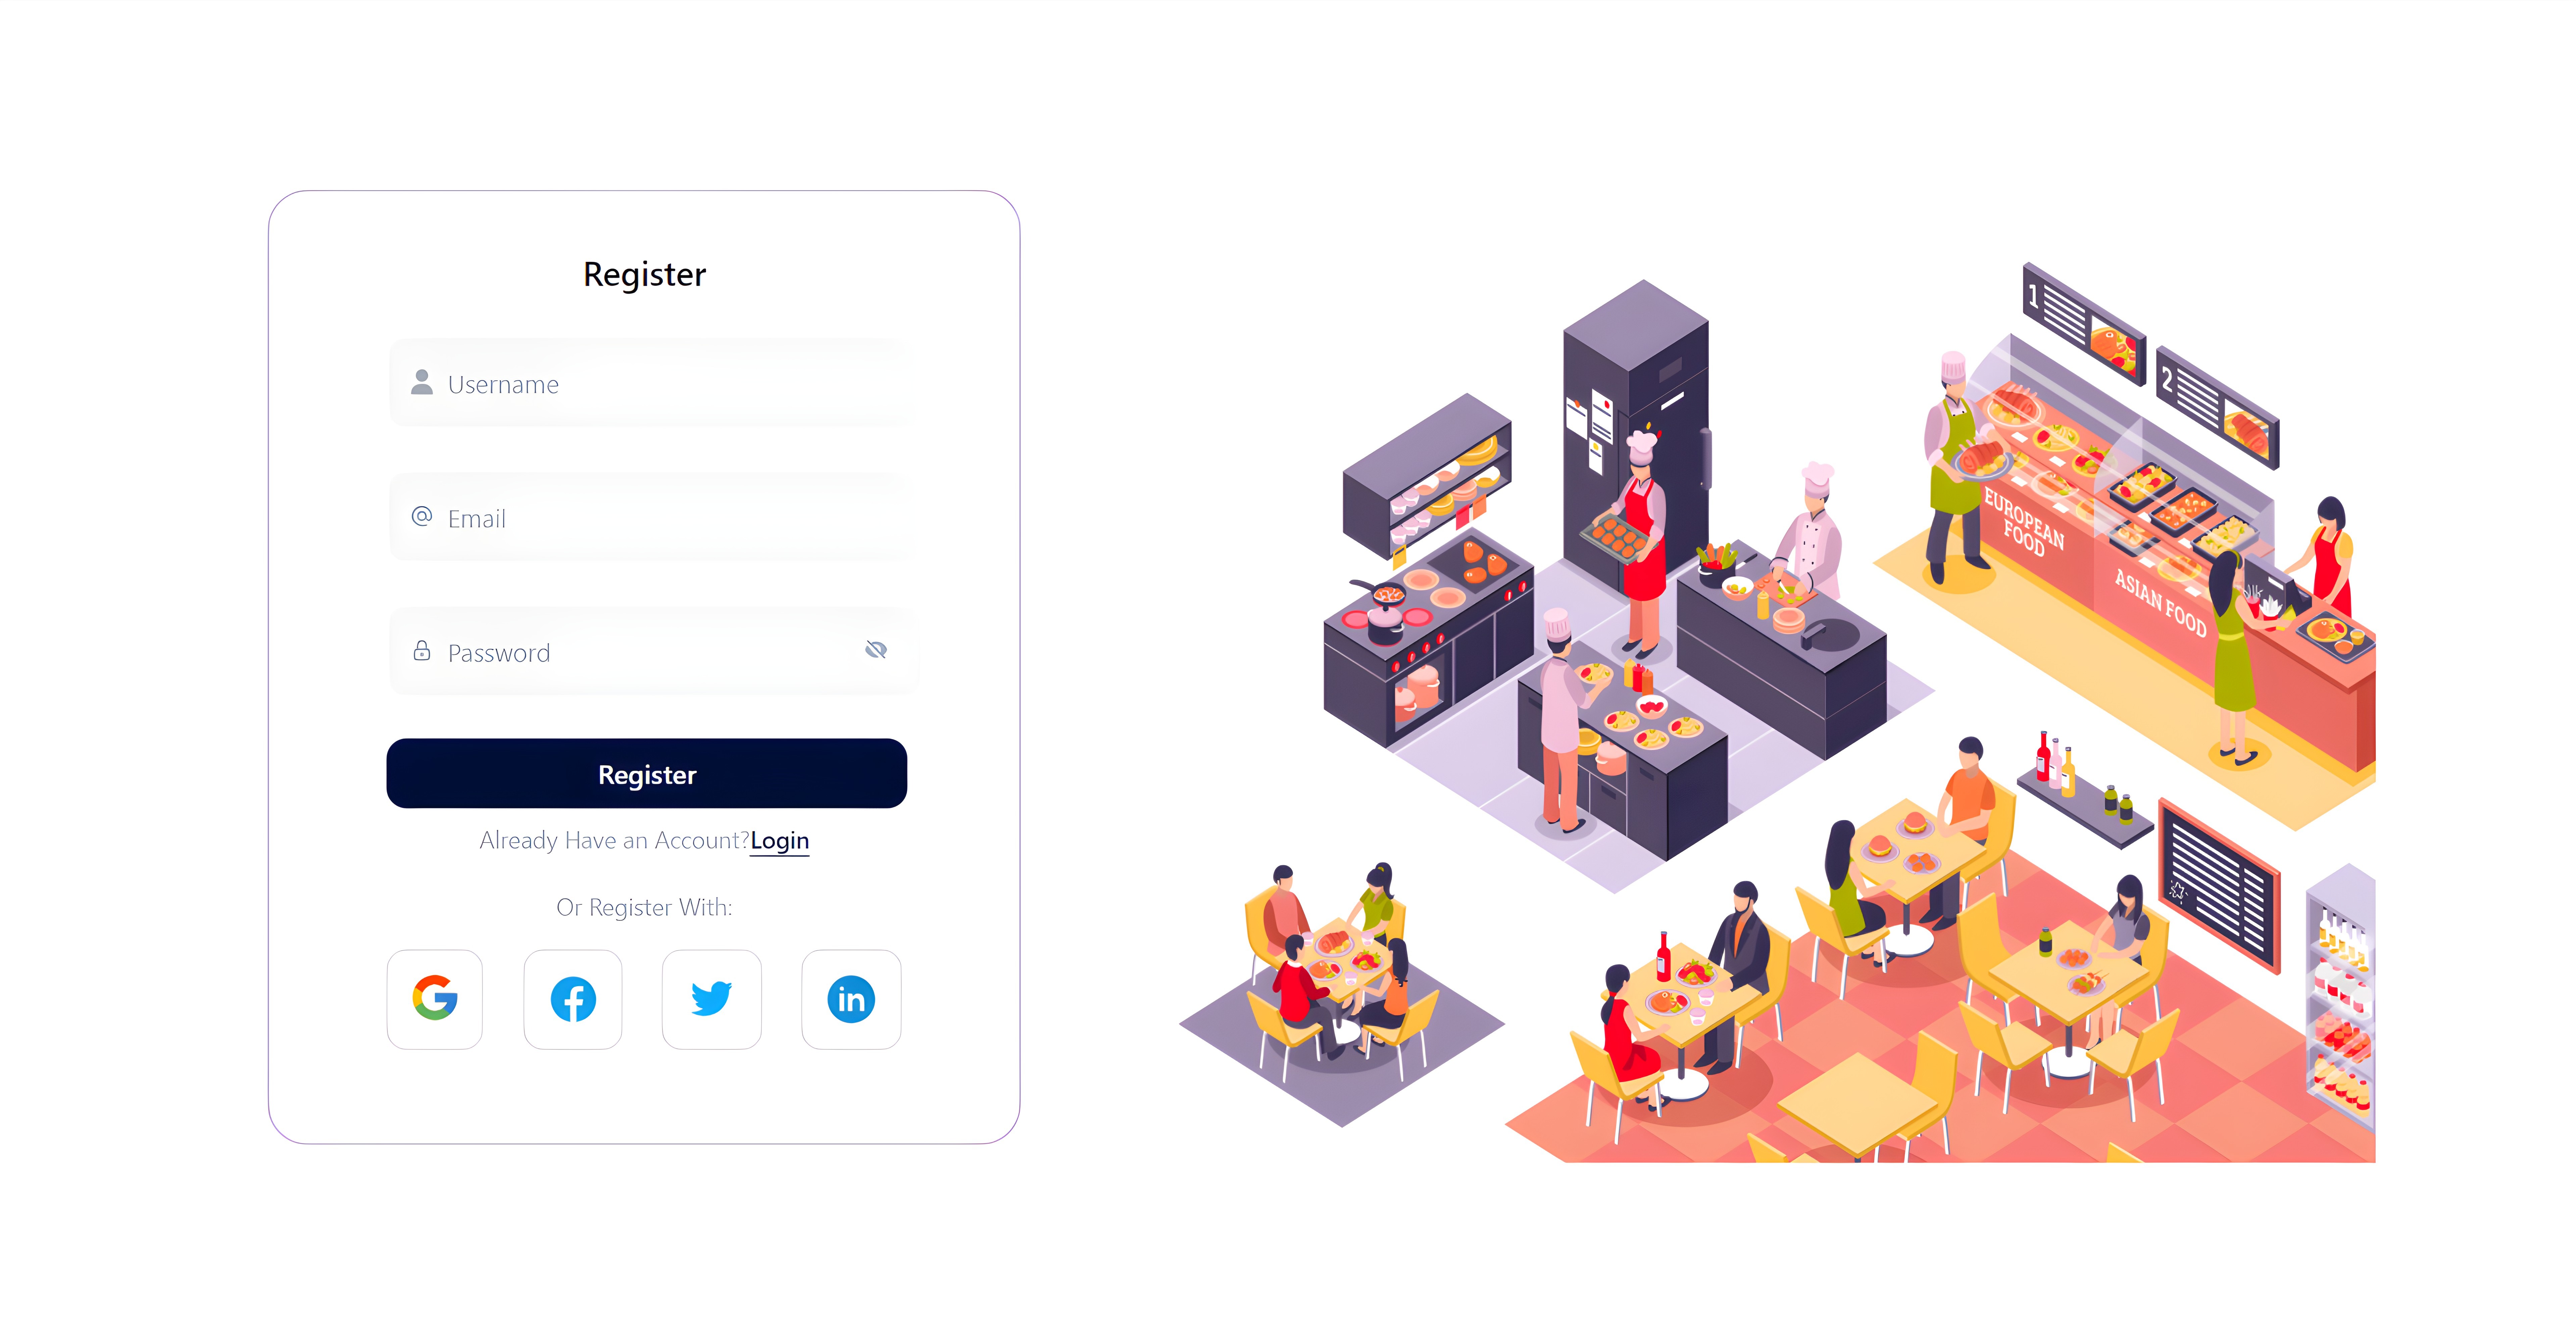 Register
Username
Email
Password
Register
Already Have an Account?Login
Or Register With:
1
2
EUROPEAN
FOOD
ASIAN FOOD